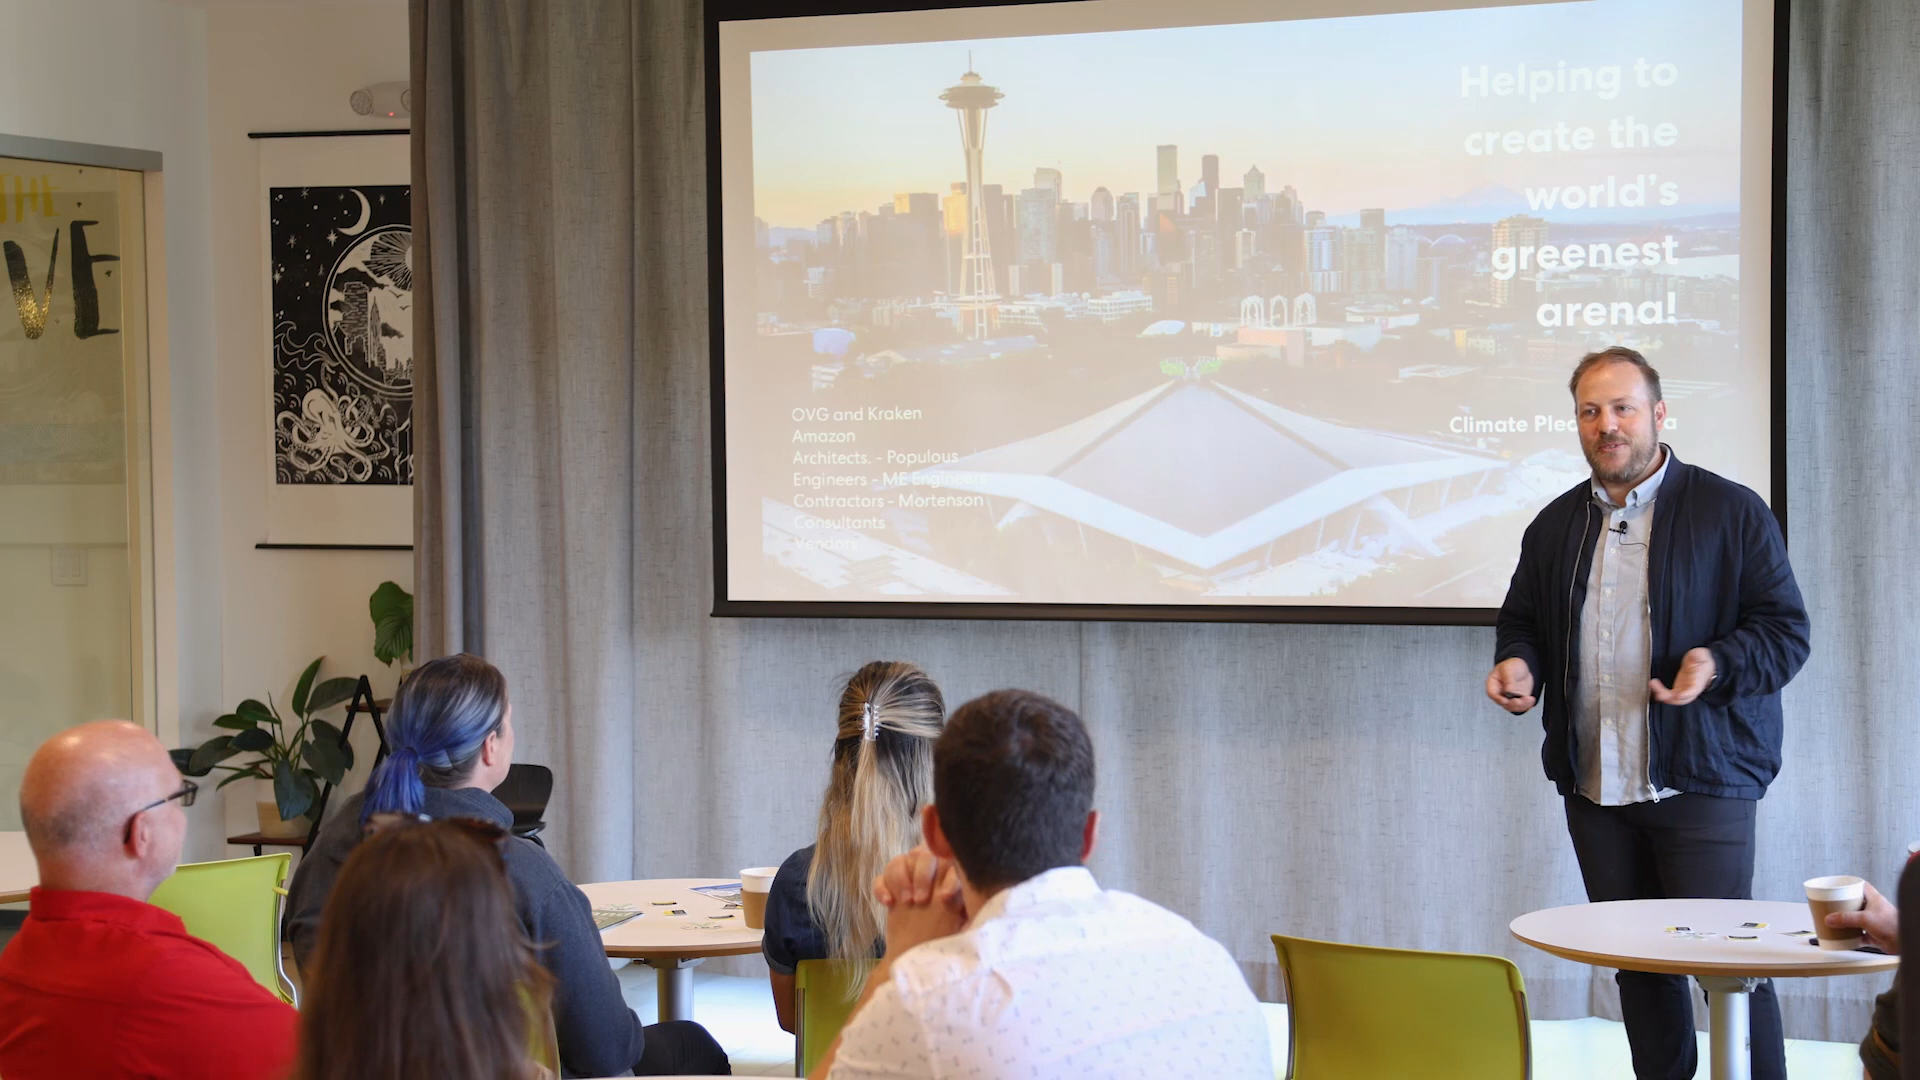 THE
VE
Helping to
create the
world's
greenest
arena!
OVG and Kraken
Amazon
Architects. - Populous
Engineers - ME Engineers
Contractors - Mortenson
Consultants
Vendors
Climate